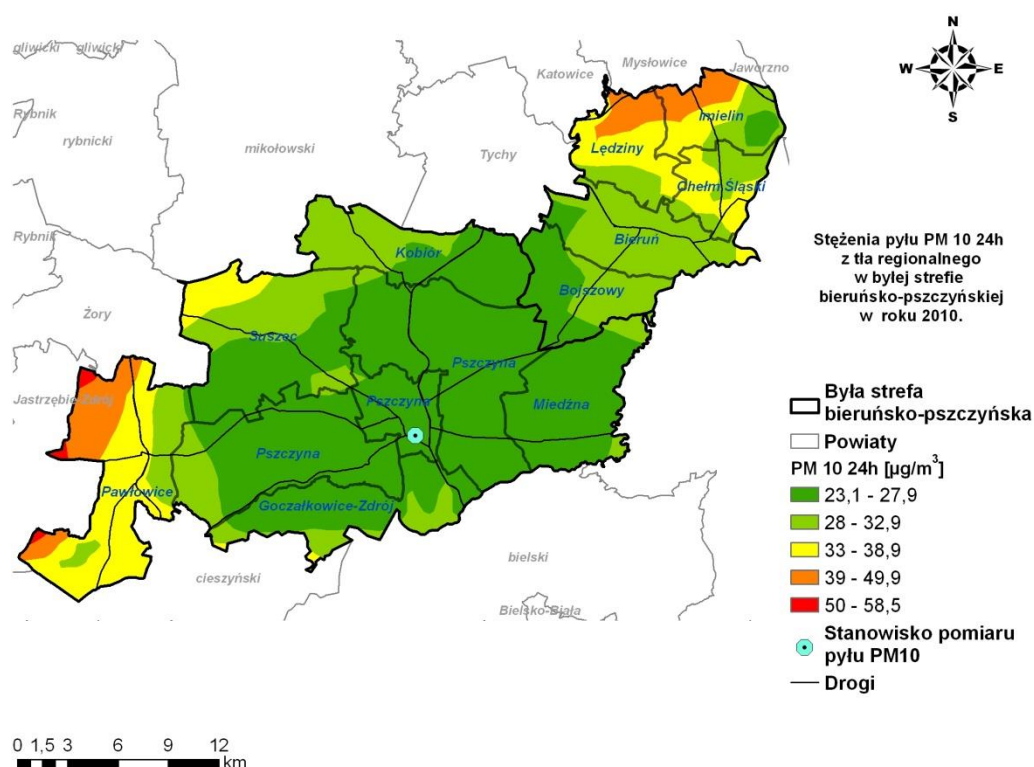 N
W E
S
gliwicki gliwicki
Katowice
Mysłowice
Jaworzno
Rybnik
rybnicki
mikołowski
Tychy
Imielin
Lędziny
Chełm Śląski
Rybnik
Kobiór
Bieruń
Bojszowy
Żory
Suszec
Pszczyna
Jastrzębie-Zdrój
Pszczyna
Miedźna
Pszczyna
Pawłowice
Goczałkowice-Zdrój
cieszyński
bielski
Bielsko-Biała
Stężenia pyłu PM 10 24h
z tła regionalnego
w byłej strefie
bieruńsko-pszczyńskiej
w roku 2010.
Była strefa
bieruńsko-pszczyńska
Powiaty
PM 10 24h [µg/m³]
23,1 - 27,9
28 - 32,9
33 - 38,9
39 - 49,9
50 - 58,5
Stanowisko pomiaru
pyłu PM10
Drogi
0 1,5 3 6 9 12
km